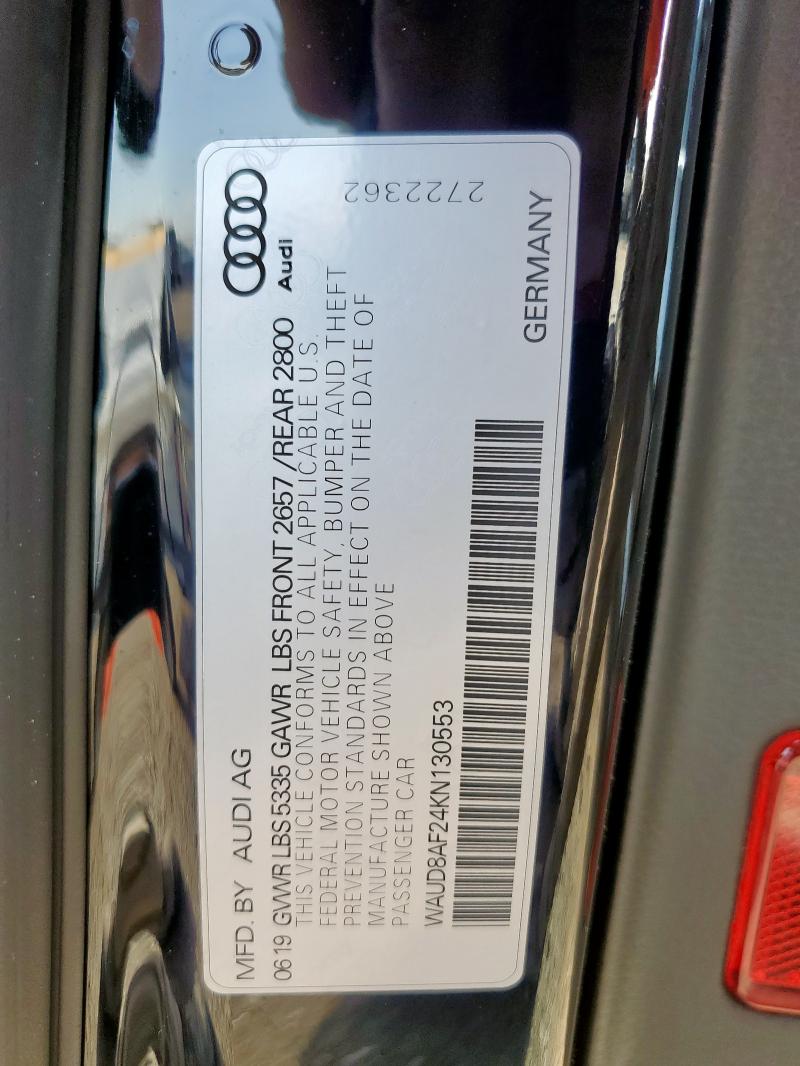 MFD. BY AUDI AG
0619 GVWR LBS 5335 GAWR LBS FRONT 2657 /REAR 2800
Audi
THIS VEHICLE CONFORMS TO ALL APPLICABLE U.S.
FEDERAL MOTOR VEHICLE SAFETY, BUMPER AND THEFT
PREVENTION STANDARDS IN EFFECT ON THE DATE OF
MANUFACTURE SHOWN ABOVE
PASSENGER CAR
2722362
WAUD8AF24KN130553
GERMANY